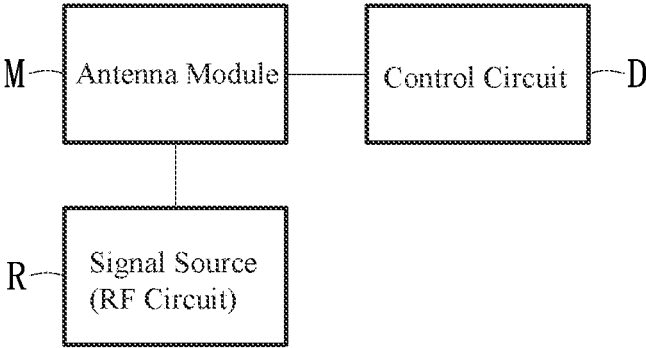 M
Antenna Module
Control Circuit
D
R
Signal Source
(RF Circuit)